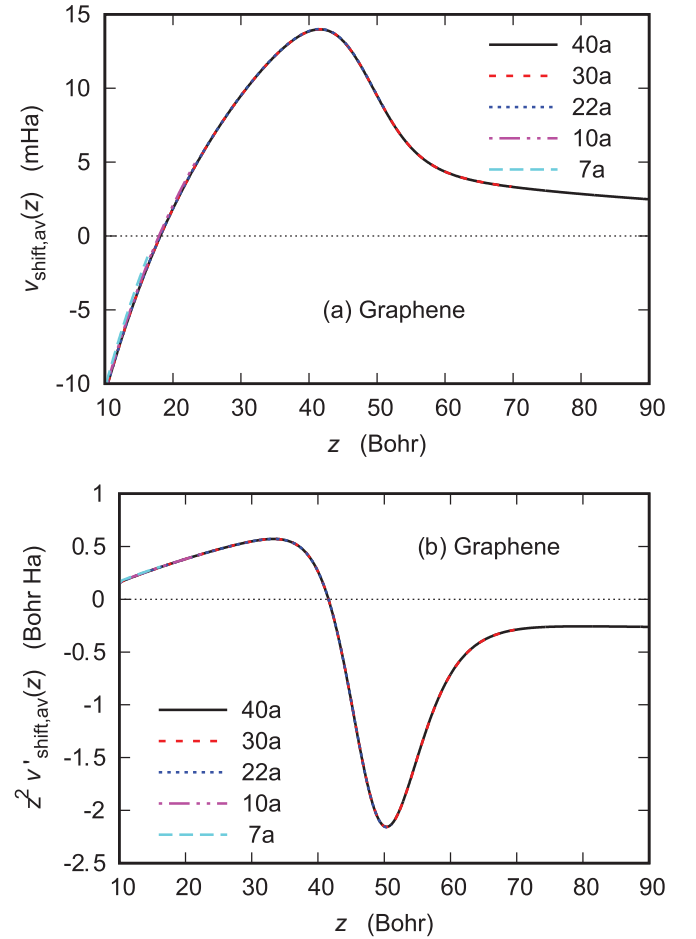 15
10
5
0
-5
-10
v_shift,av(z) (mHa)
40a
30a
22a
10a
7a
(a) Graphene
10 20 30 40 50 60 70 80 90
z (Bohr)
1
0.5
0
-0.5
-1
-1.5
-2
-2.5
z² v'_shift,av(z) (Bohr Ha)
(b) Graphene
40a
30a
22a
10a
7a
10 20 30 40 50 60 70 80 90
z (Bohr)